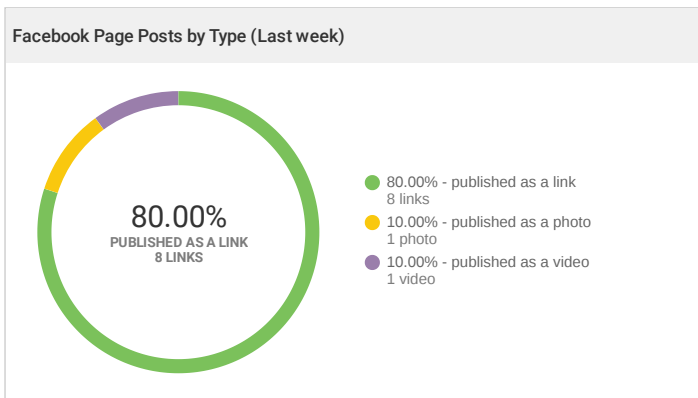 Facebook Page Posts by Type (Last week)
80.00%
PUBLISHED AS A LINK
8 LINKS
80.00% - published as a link
8 links
10.00% - published as a photo
1 photo
10.00% - published as a video
1 video